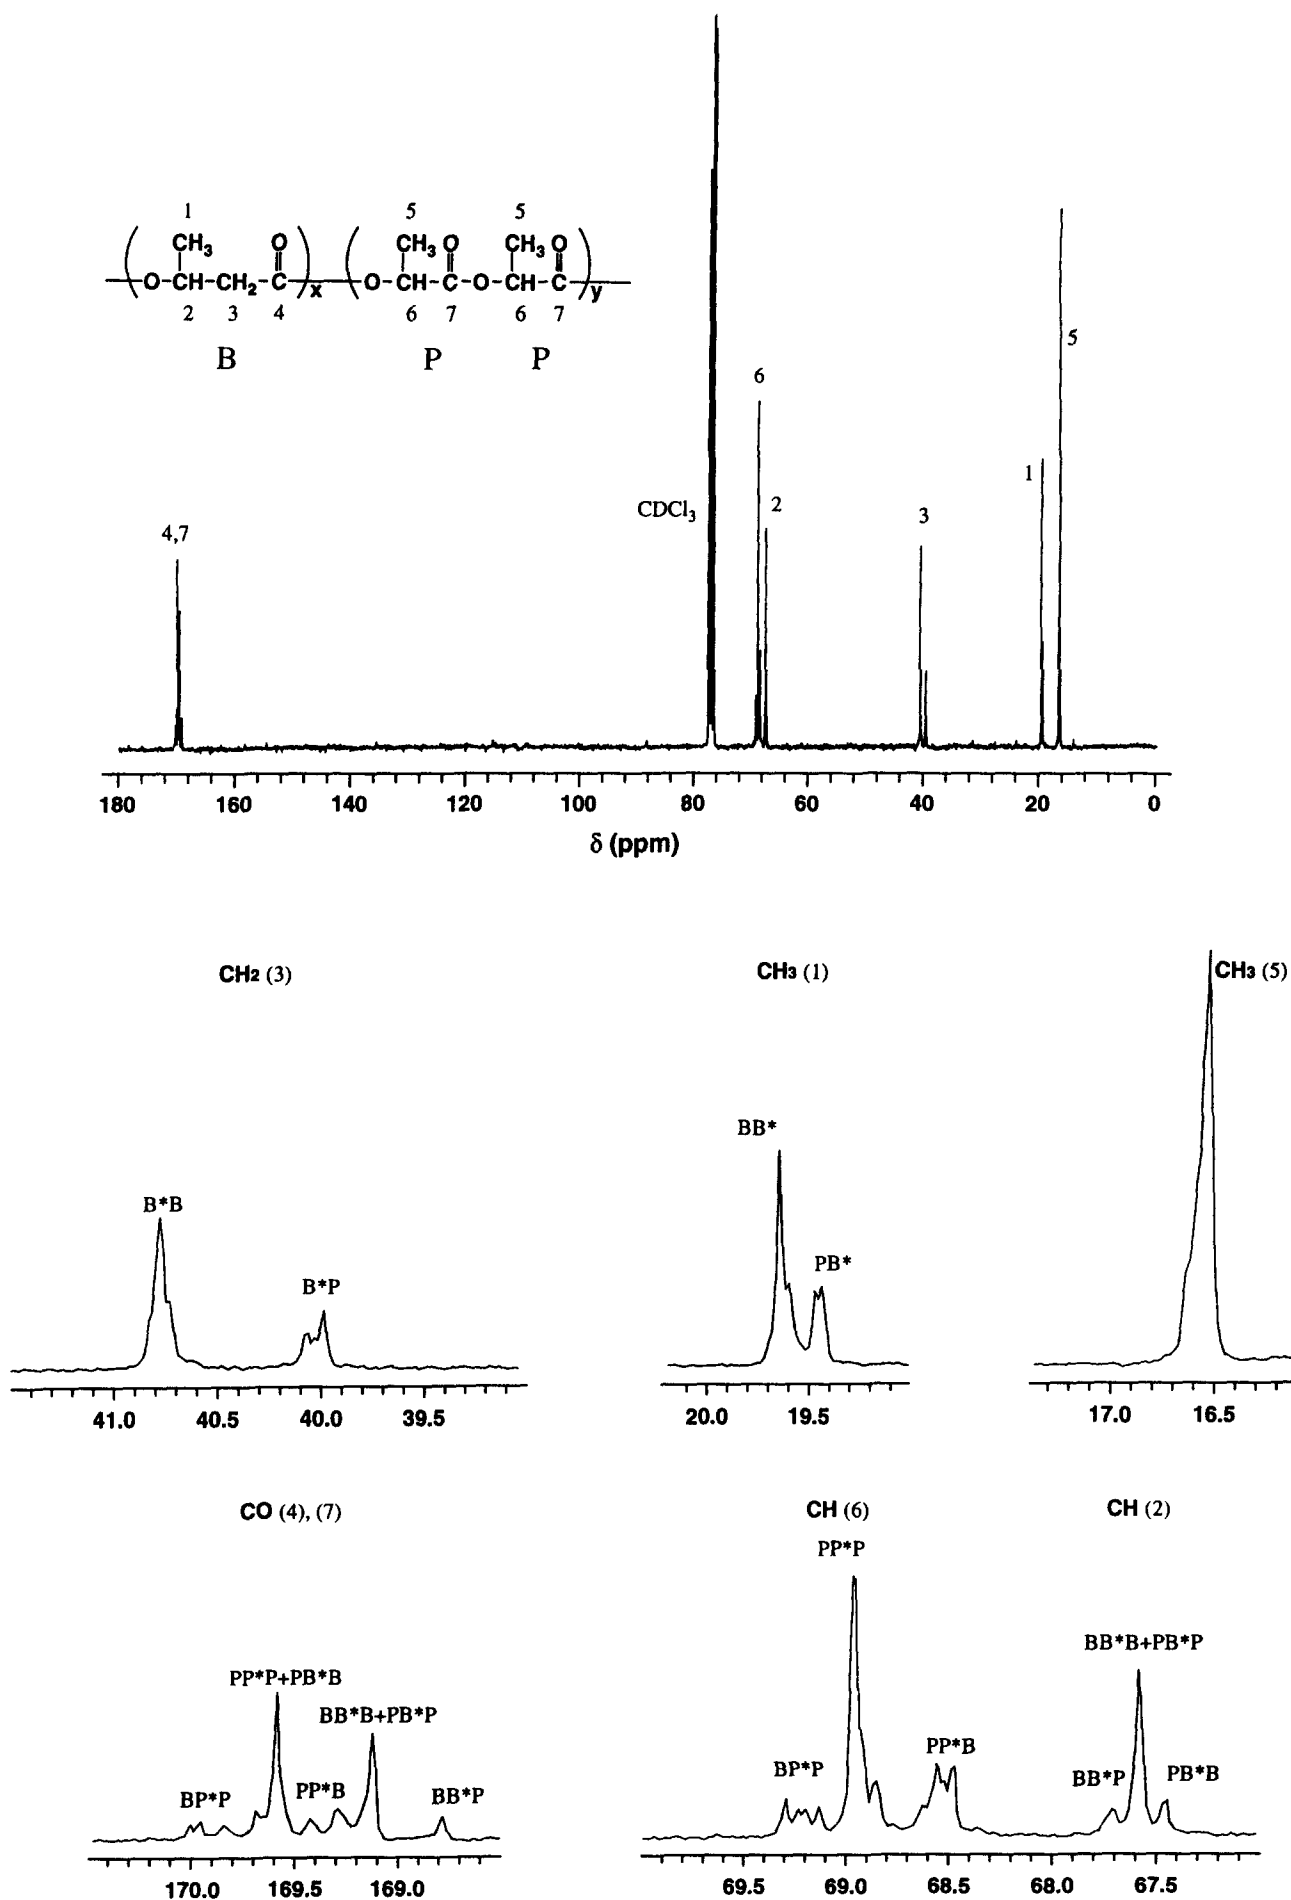 1 5 5
CH3 O CH3 O CH3 O
O-CH-CH2-C x O-CH-C-O-CH-C y
2 3 4 6 7 6 7
B P P
5
6
1
CDCl3
2
3
4,7
180 160 140 120 100 80 60 40 20 0
δ (ppm)
CH2 (3) CH3 (1) CH3 (5)
BB*
B*B
PB*
B*P
41.0 40.5 40.0 39.5 20.0 19.5 17.0 16.5
CO (4), (7) CH (6) CH (2)
PP*P
BB*B+PB*P
PP*P+PB*B
BB*B+PB*P
PP*B
BP*P
BB*P
PB*B
BP*P
PP*B
BB*P
170.0 169.5 169.0 69.5 69.0 68.5 68.0 67.5